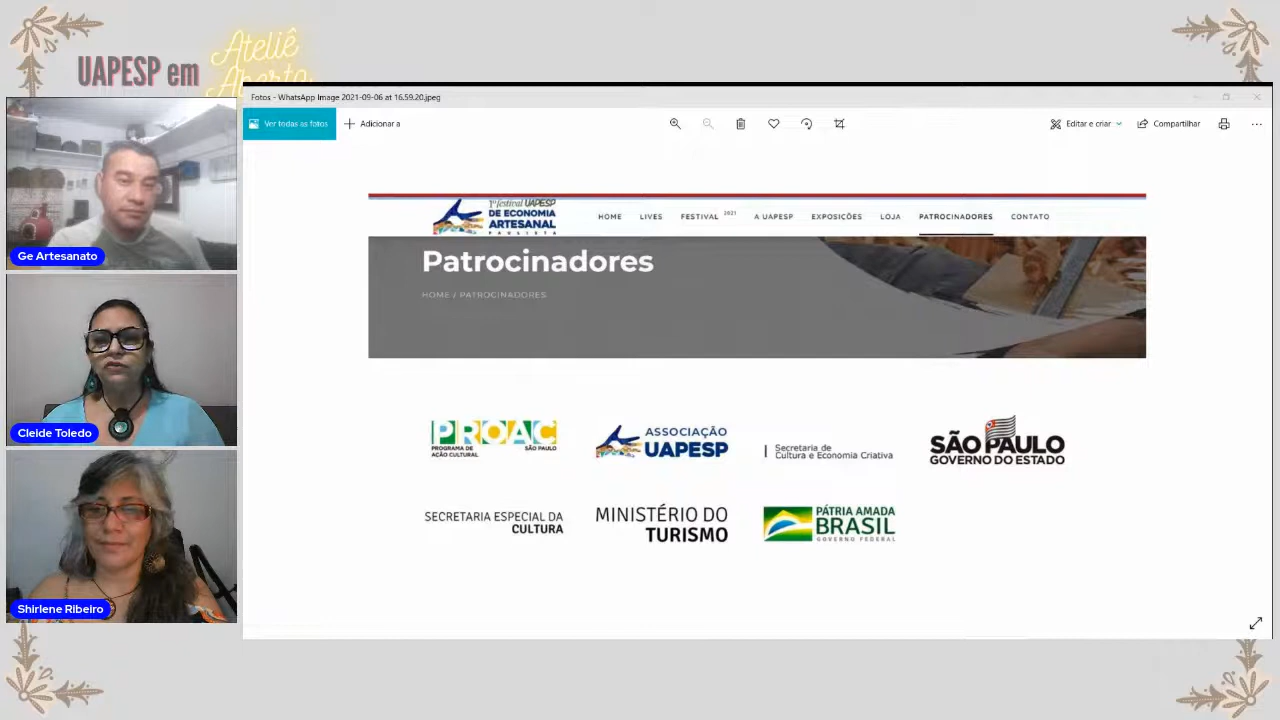 UAPESP em
Ateliê
Aberto
Fotos - WhatsApp Image 2021-09-06 at 16.59.20.jpeg
Ver todas as fotos
Adicionar a
Editar e criar
Compartilhar
1º festival UAPESP
DE ECONOMIA
ARTESANAL
PAULISTA
HOME
LIVES
FESTIVAL 2021
A UAPESP
EXPOSIÇÕES
LOJA
PATROCINADORES
CONTATO
Patrocinadores
HOME / PATROCINADORES
PROAC
PROGRAMA DE
AÇÃO CULTURAL
SÃO PAULO
ASSOCIAÇÃO
UAPESP
Secretaria de
Cultura e Economia Criativa
SÃO PAULO
GOVERNO DO ESTADO
SECRETARIA ESPECIAL DA
CULTURA
MINISTÉRIO DO
TURISMO
PÁTRIA AMADA
BRASIL
GOVERNO FEDERAL
Ge Artesanato
Cleide Toledo
Shirlene Ribeiro